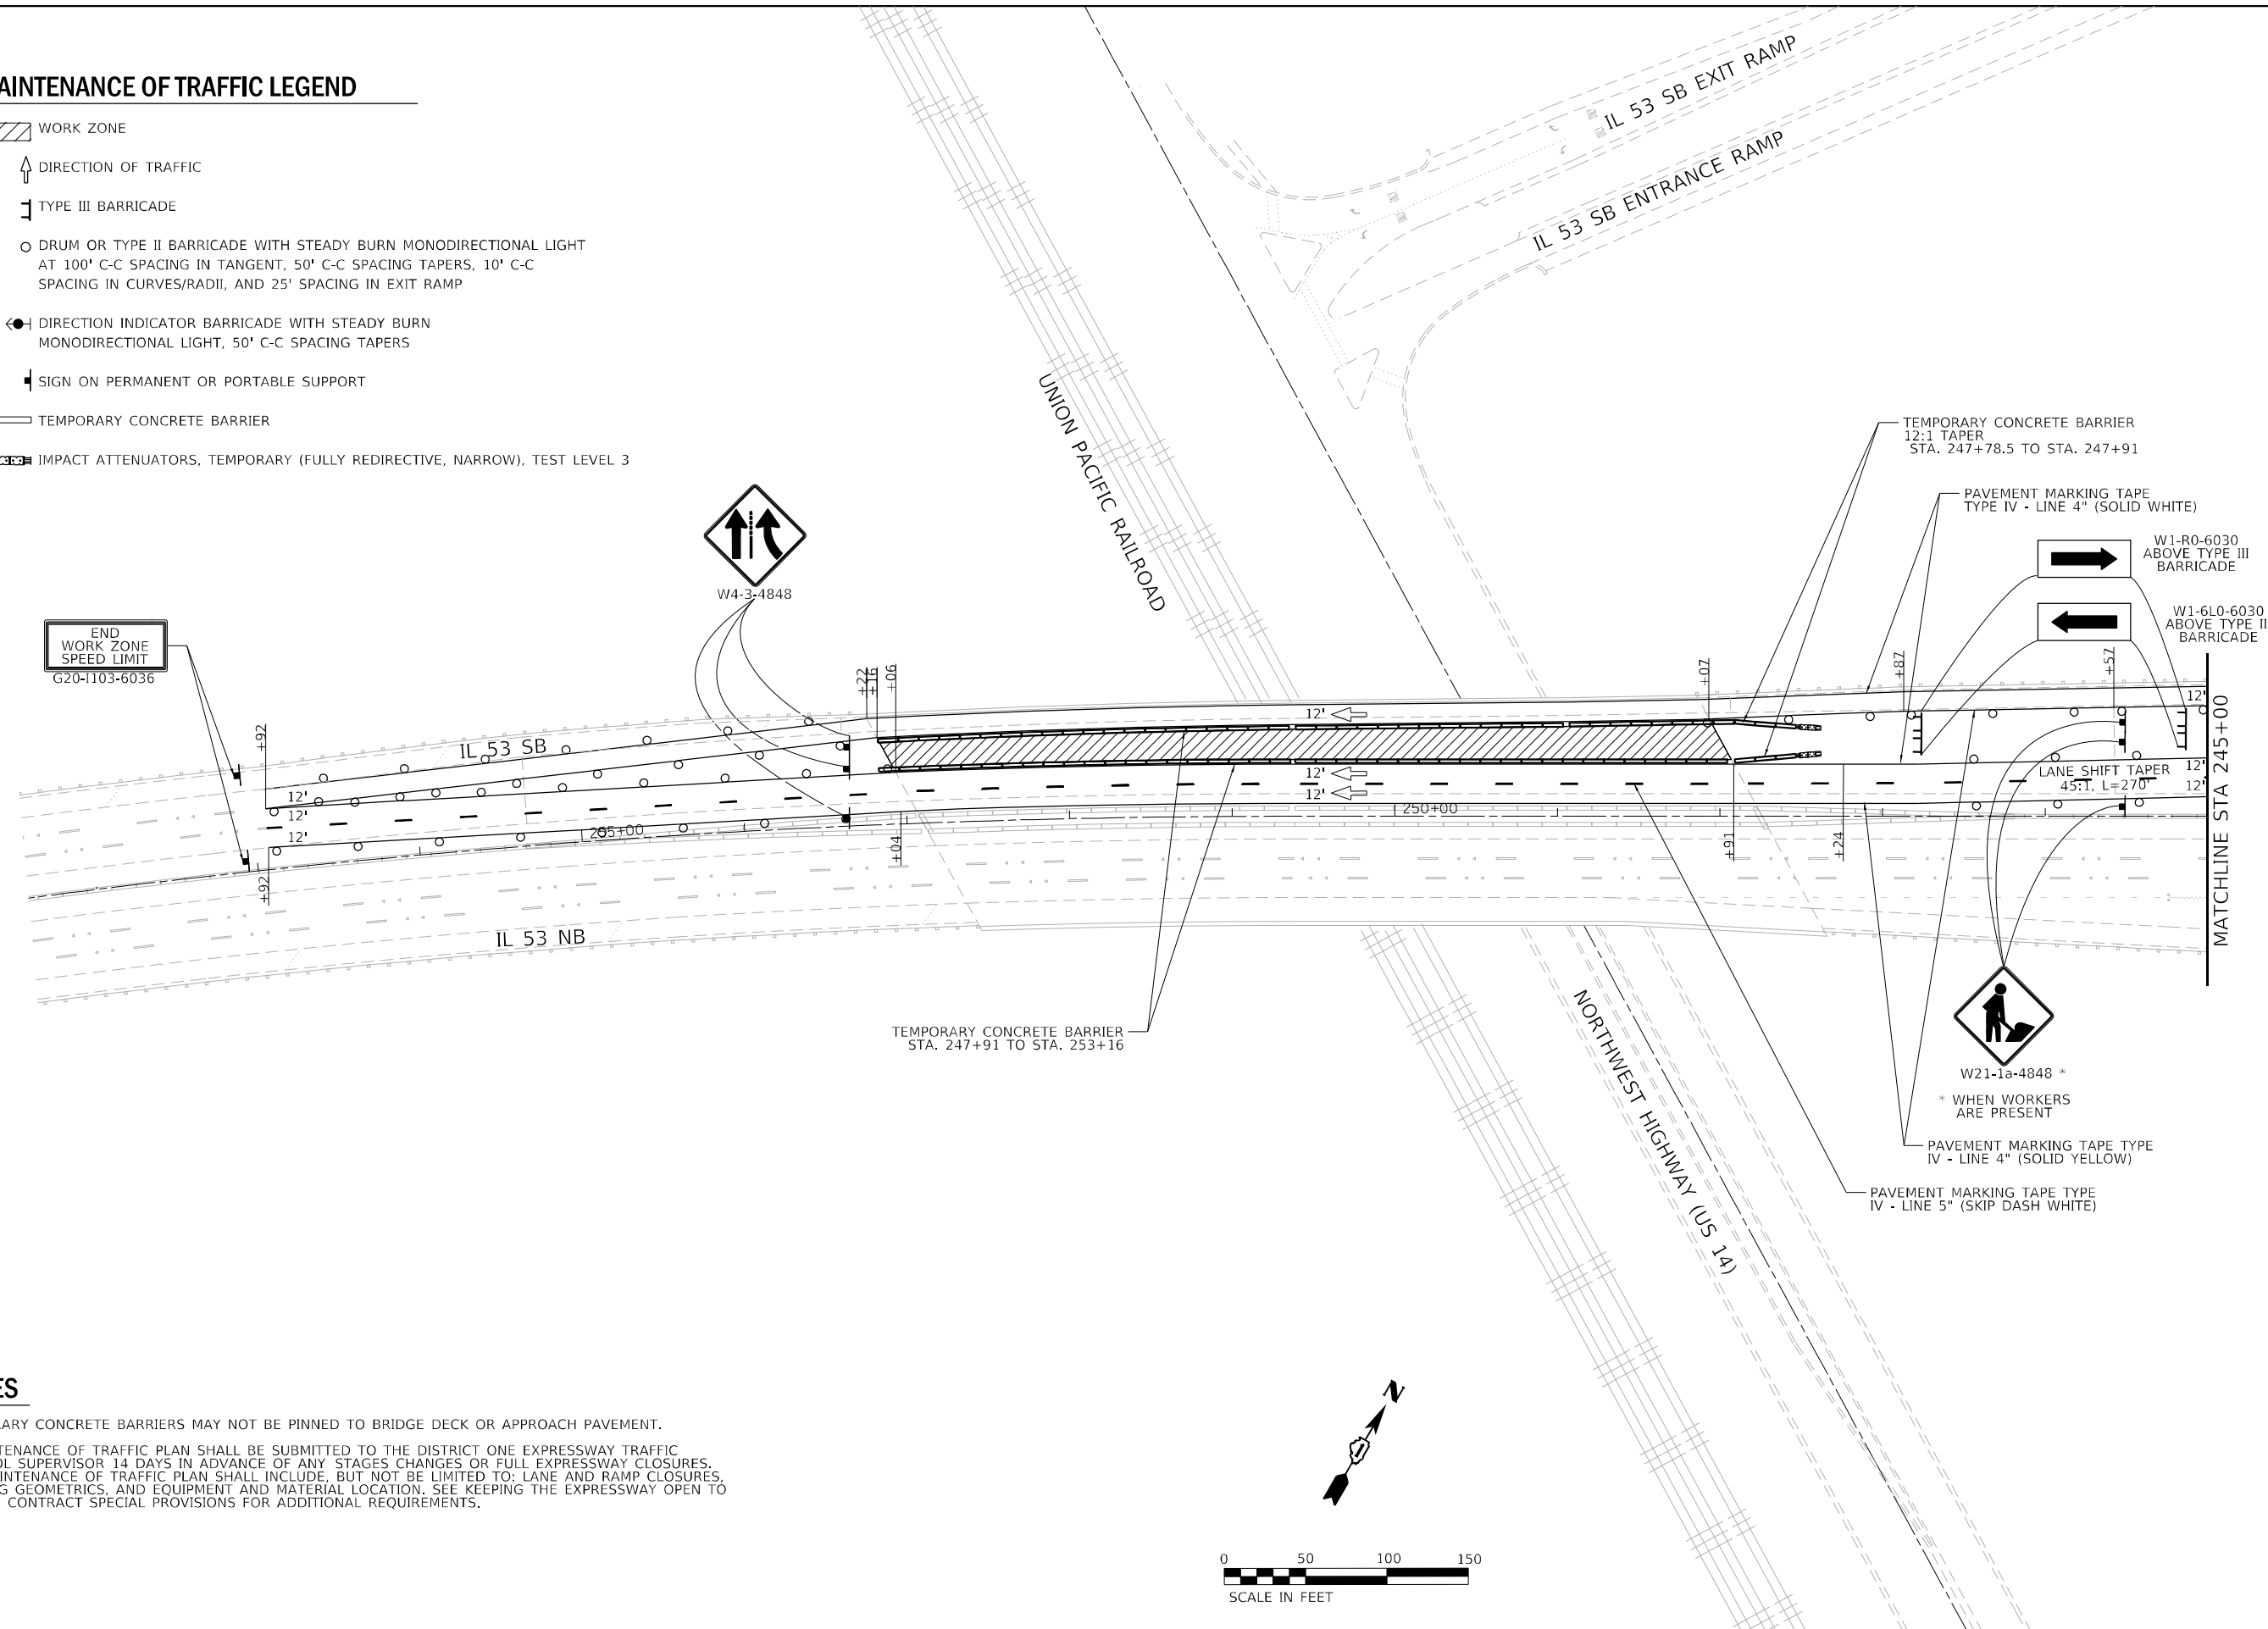 AINTENANCE OF TRAFFIC LEGEND
WORK ZONE
DIRECTION OF TRAFFIC
TYPE III BARRICADE
DRUM OR TYPE II BARRICADE WITH STEADY BURN MONODIRECTIONAL LIGHT
AT 100' C-C SPACING IN TANGENT, 50' C-C SPACING TAPERS, 10' C-C
SPACING IN CURVES/RADII, AND 25' SPACING IN EXIT RAMP
DIRECTION INDICATOR BARRICADE WITH STEADY BURN
MONODIRECTIONAL LIGHT, 50' C-C SPACING TAPERS
SIGN ON PERMANENT OR PORTABLE SUPPORT
TEMPORARY CONCRETE BARRIER
IMPACT ATTENUATORS, TEMPORARY (FULLY REDIRECTIVE, NARROW), TEST LEVEL 3
IL 53 SB EXIT RAMP
IL 53 SB ENTRANCE RAMP
UNION PACIFIC RAILROAD
TEMPORARY CONCRETE BARRIER
12:1 TAPER
STA. 247+78.5 TO STA. 247+91
PAVEMENT MARKING TAPE
TYPE IV - LINE 4" (SOLID WHITE)
W1-R0-6030
ABOVE TYPE III
BARRICADE
W1-6L0-6030
ABOVE TYPE II
BARRICADE
W4-3-4848
END
WORK ZONE
SPEED LIMIT
G20-I103-6036
+92
+22
+16
+06
+07
+87
+57
IL 53 SB
12'
12'
12'
12'
12'
12'
12'
12'
12'
LANE SHIFT TAPER
45:1, L=270'
255+00
250+00
+92
+04
+91
+24
MATCHLINE STA 245+00
IL 53 NB
TEMPORARY CONCRETE BARRIER
STA. 247+91 TO STA. 253+16
NORTHWEST HIGHWAY (US 14)
W21-1a-4848 *
* WHEN WORKERS
ARE PRESENT
PAVEMENT MARKING TAPE TYPE
IV - LINE 4" (SOLID YELLOW)
PAVEMENT MARKING TAPE TYPE
IV - LINE 5" (SKIP DASH WHITE)
ES
ARY CONCRETE BARRIERS MAY NOT BE PINNED TO BRIDGE DECK OR APPROACH PAVEMENT.
TENANCE OF TRAFFIC PLAN SHALL BE SUBMITTED TO THE DISTRICT ONE EXPRESSWAY TRAFFIC
OL SUPERVISOR 14 DAYS IN ADVANCE OF ANY STAGES CHANGES OR FULL EXPRESSWAY CLOSURES.
INTENANCE OF TRAFFIC PLAN SHALL INCLUDE, BUT NOT BE LIMITED TO: LANE AND RAMP CLOSURES,
G GEOMETRICS, AND EQUIPMENT AND MATERIAL LOCATION. SEE KEEPING THE EXPRESSWAY OPEN TO
CONTRACT SPECIAL PROVISIONS FOR ADDITIONAL REQUIREMENTS.
N
0 50 100 150
SCALE IN FEET